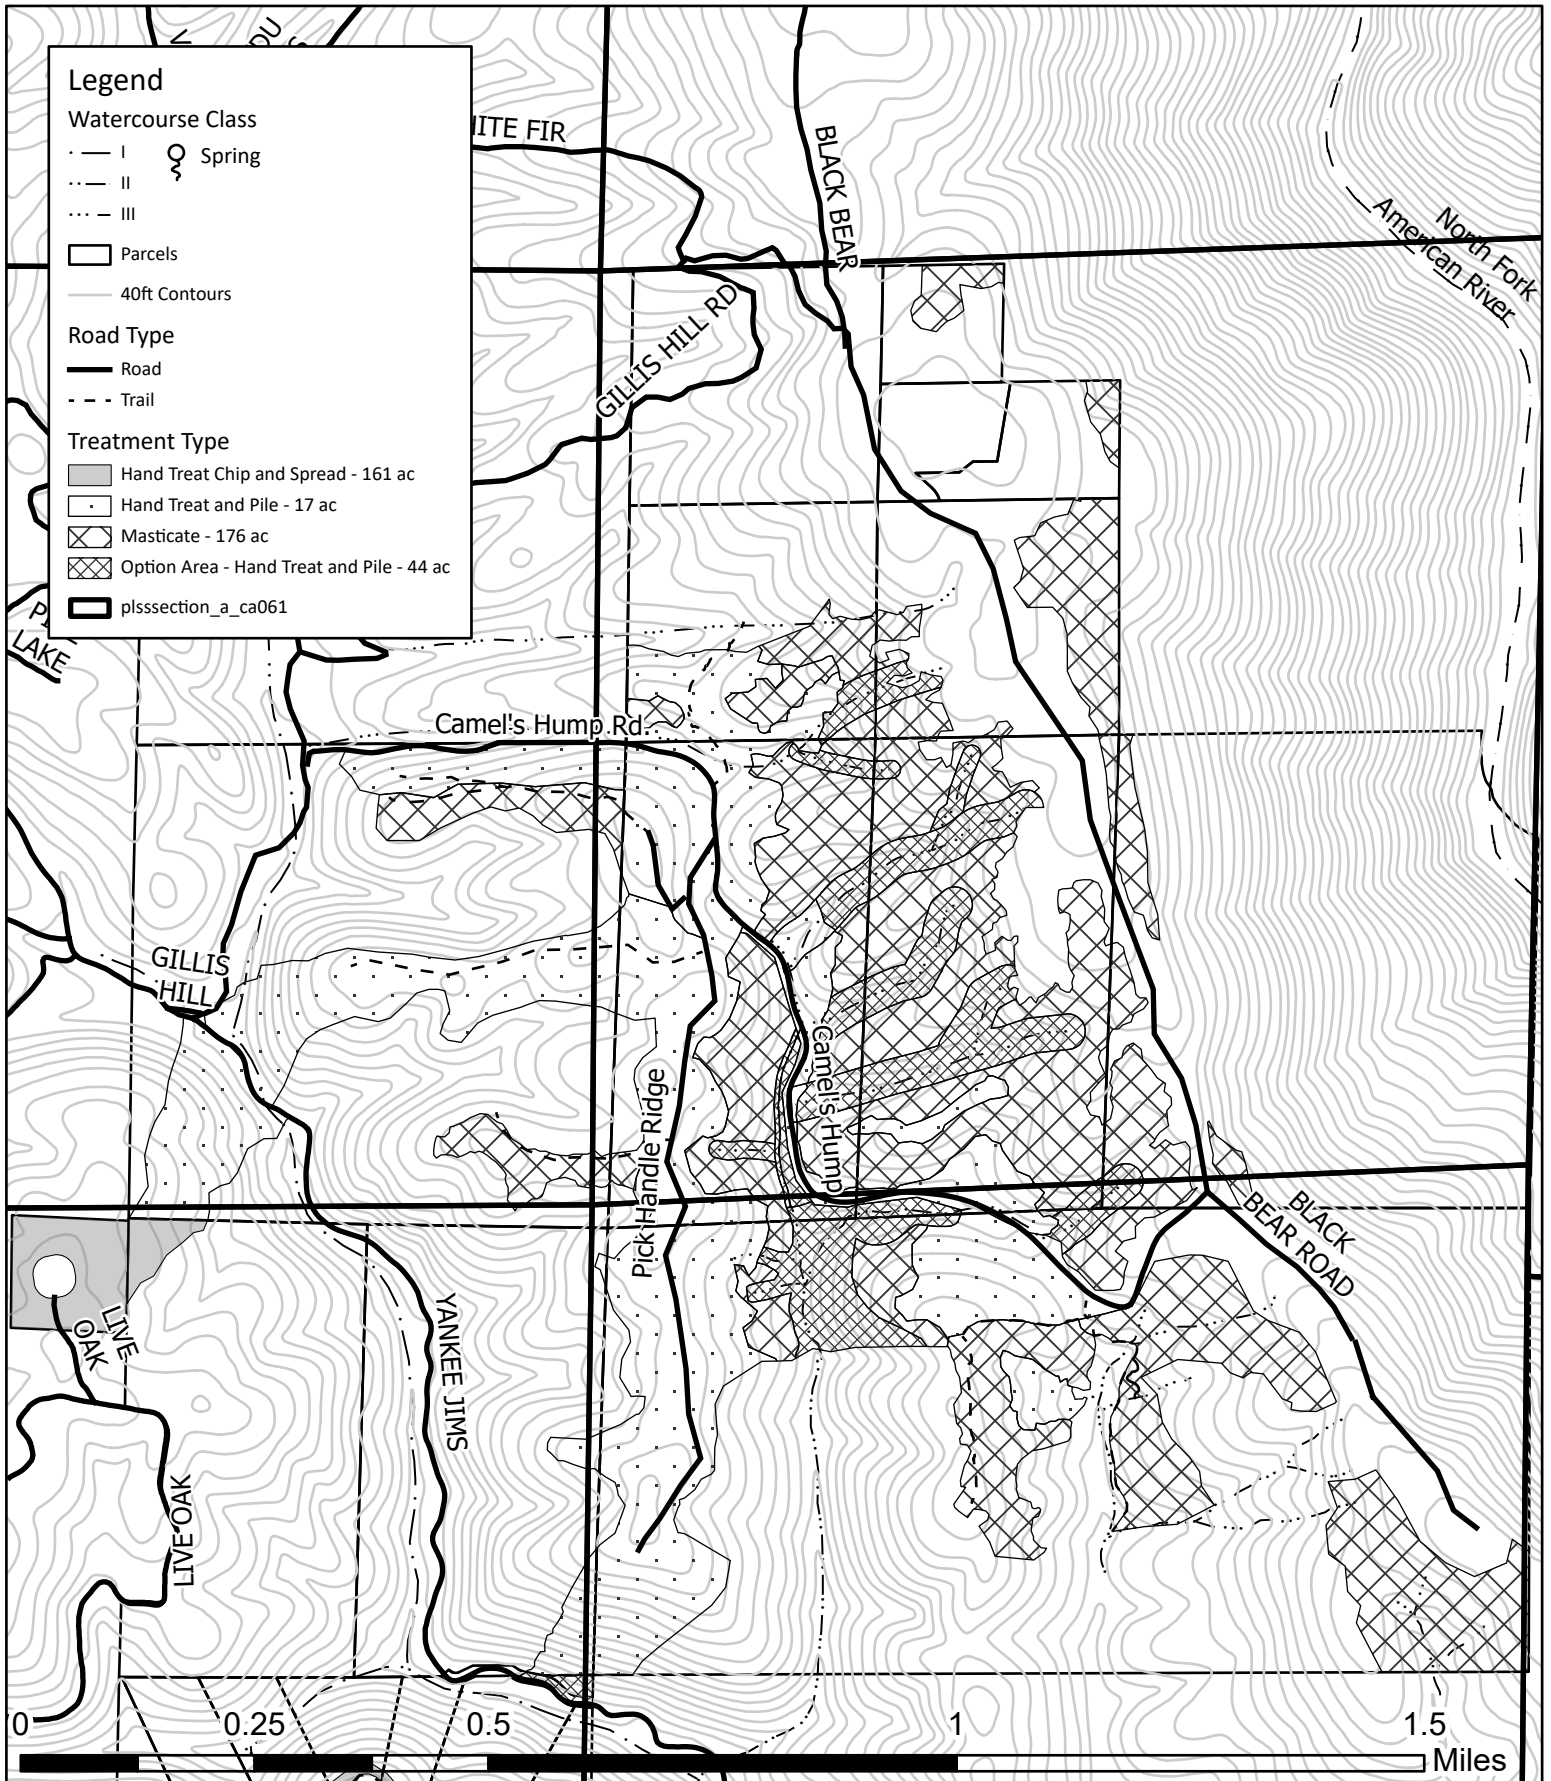 Legend
Watercourse Class
I
Spring
II
III
Parcels
40ft Contours
Road Type
Road
Trail
Treatment Type
Hand Treat Chip and Spread - 161 ac
Hand Treat and Pile - 17 ac
Masticate - 176 ac
Option Area - Hand Treat and Pile - 44 ac
plsssection_a_ca061
DU
ITE FIR
BLACK BEAR
North Fork
American River
GILLIS HILL RD
LAKE
Camel's Hump Rd.
GILLIS
HILL
Camel's Hump
Pick Handle Ridge
BLACK
BEAR ROAD
LIVE
OAK
YANKEE JIMS
LIVE OAK
0
0.25
0.5
1
1.5
Miles